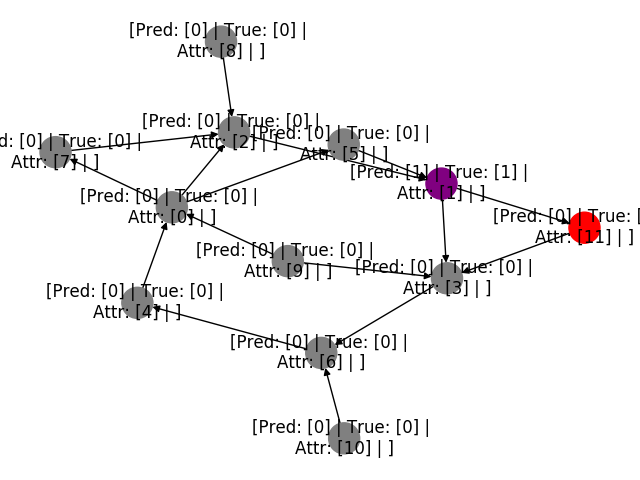 [Pred: [0] | True: [0] |
Attr: [8] | ]
[Pred: [0] | True: [0] |
Attr: [2] | ]
[Pred: [0] | True: [0] |
Attr: [5] | ]
d: [0] | True: [0] |
Attr: [7] | ]
[Pred: [1] | True: [1] |
Attr: [1] | ]
[Pred: [0] | True: [0] |
Attr: [0] | ]
[Pred: [0] | True: [
Attr: [11] | ]
[Pred: [0] | True: [0] |
Attr: [9] | ]
[Pred: [0] | True: [0] |
Attr: [3] | ]
[Pred: [0] | True: [0] |
Attr: [4] | ]
[Pred: [0] | True: [0] |
Attr: [6] | ]
[Pred: [0] | True: [0] |
Attr: [10] | ]